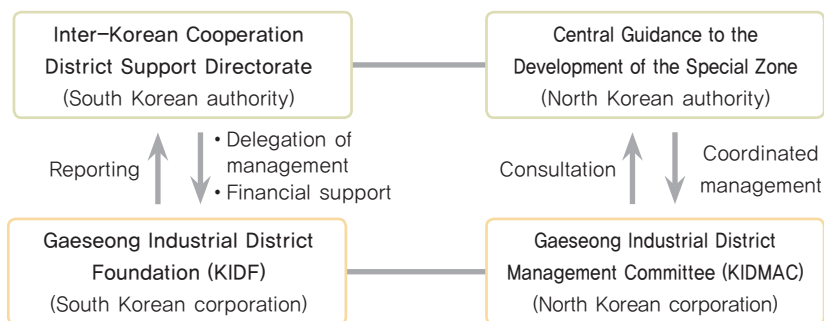 Inter-Korean Cooperation
District Support Directorate
(South Korean authority)
Central Guidance to the
Development of the Special Zone
(North Korean authority)
Reporting
• Delegation of
management
• Financial support
Consultation
Coordinated
management
Gaeseong Industrial District
Foundation (KIDF)
(South Korean corporation)
Gaeseong Industrial District
Management Committee (KIDMAC)
(North Korean corporation)